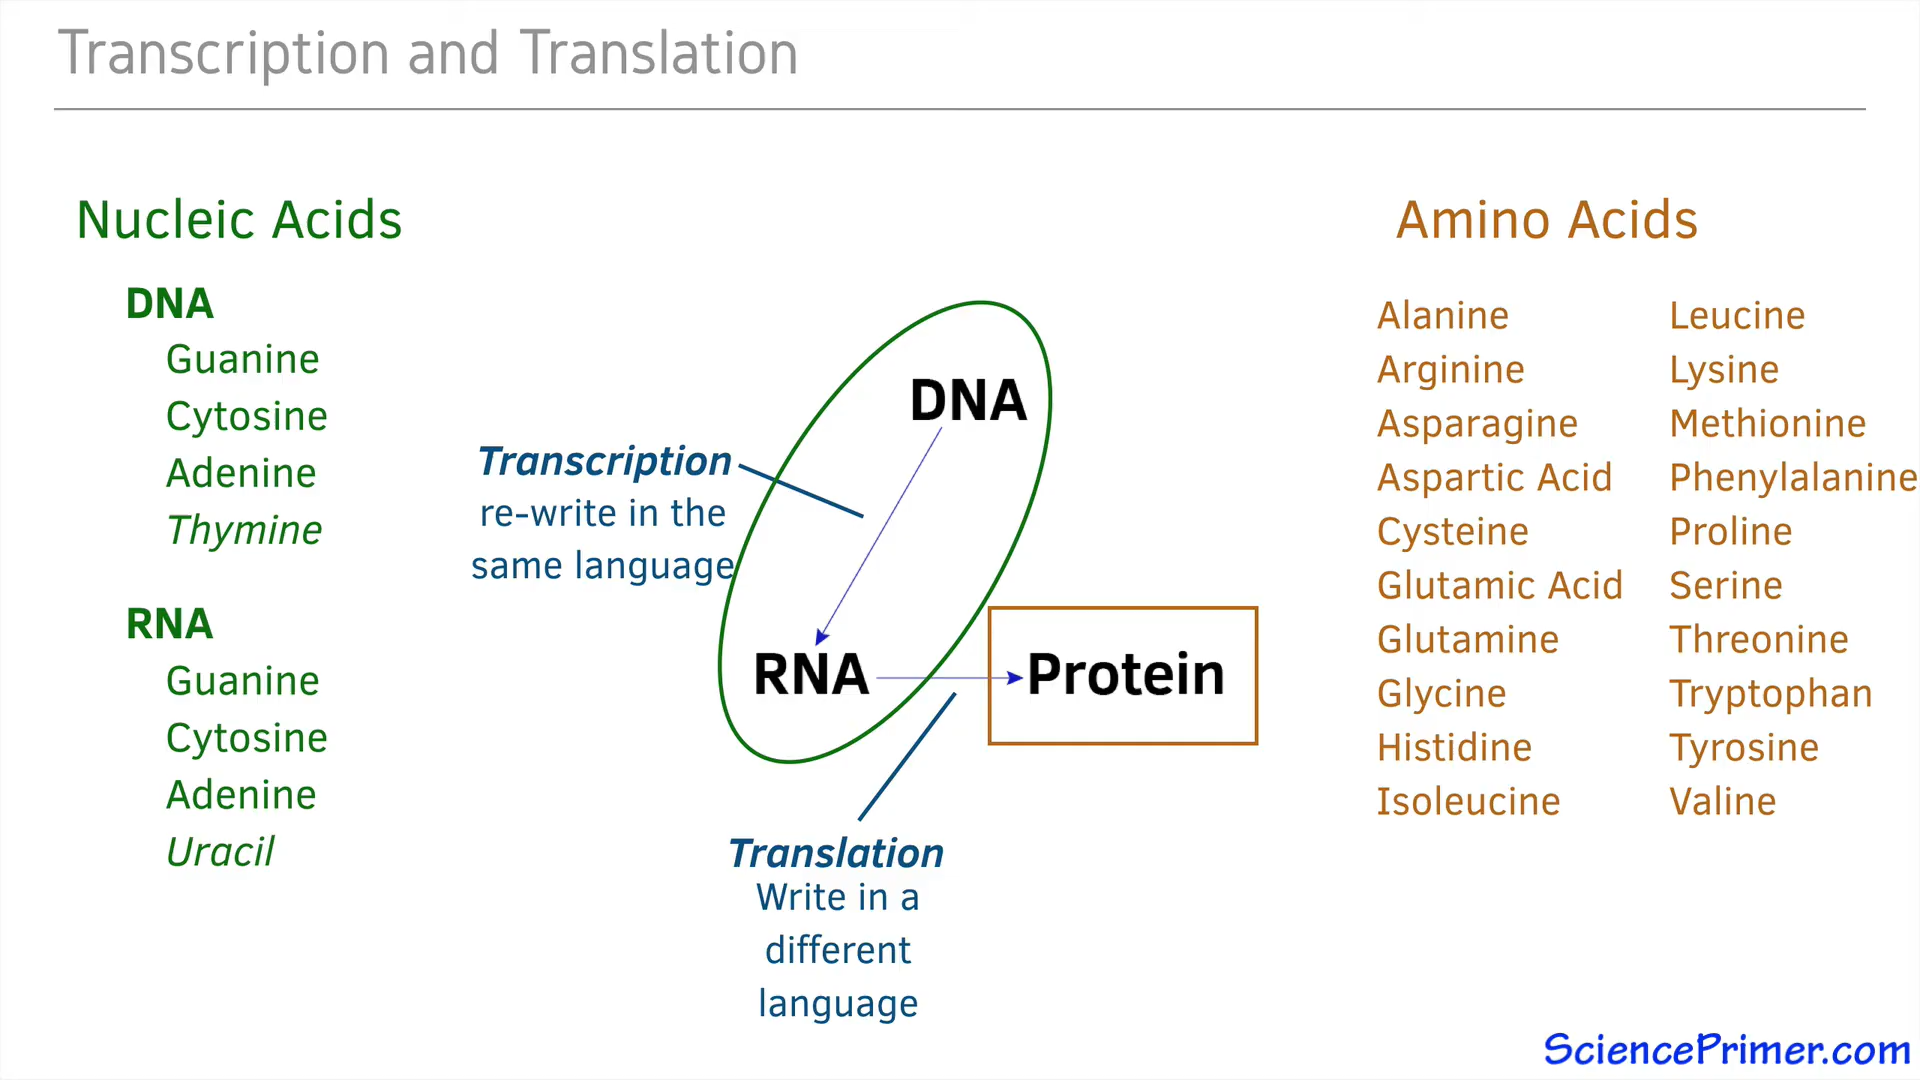 Transcription and Translation
Nucleic Acids
DNA
Guanine
Cytosine
Adenine
Thymine
RNA
Guanine
Cytosine
Adenine
Uracil
Transcription
re-write in the
same language
DNA
RNA
Protein
Translation
Write in a
different
language
Amino Acids
Alanine
Arginine
Asparagine
Aspartic Acid
Cysteine
Glutamic Acid
Glutamine
Glycine
Histidine
Isoleucine
Leucine
Lysine
Methionine
Phenylalanine
Proline
Serine
Threonine
Tryptophan
Tyrosine
Valine
SciencePrimer.com